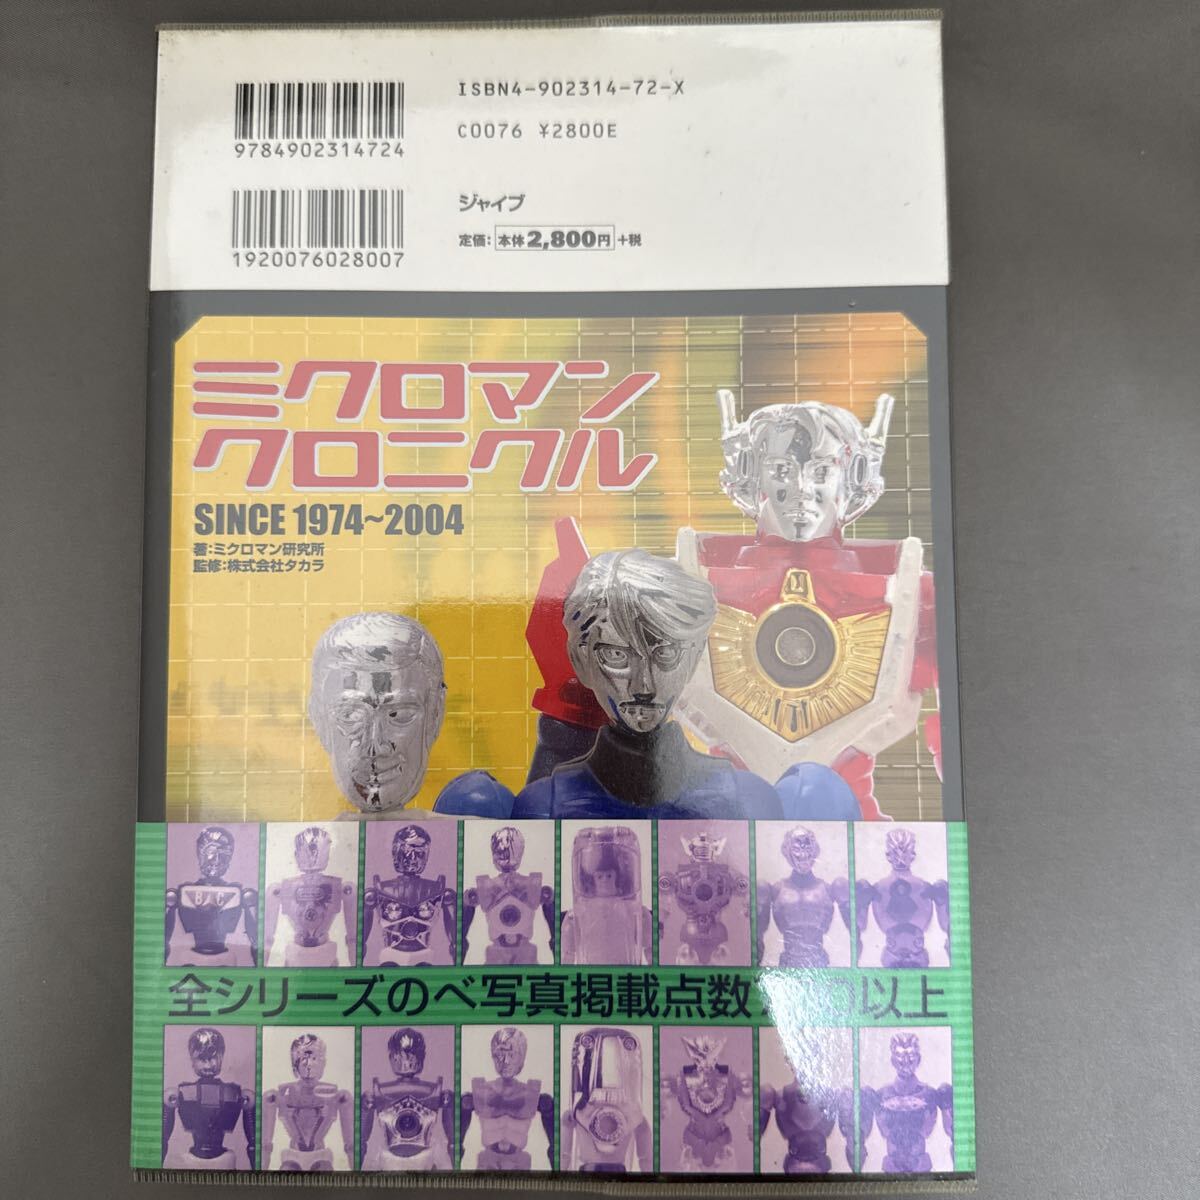 ISBN4-902314-72-X
9784902314724
C0076 ¥2800E
ジャイブ
定価:本体2,800円+税
1920076028007
ミクロマン
クロニクル
SINCE 1974~2004
著:ミクロマン研究所
監修:株式会社タカラ
B C
全シリーズのべ写真掲載点数 以上